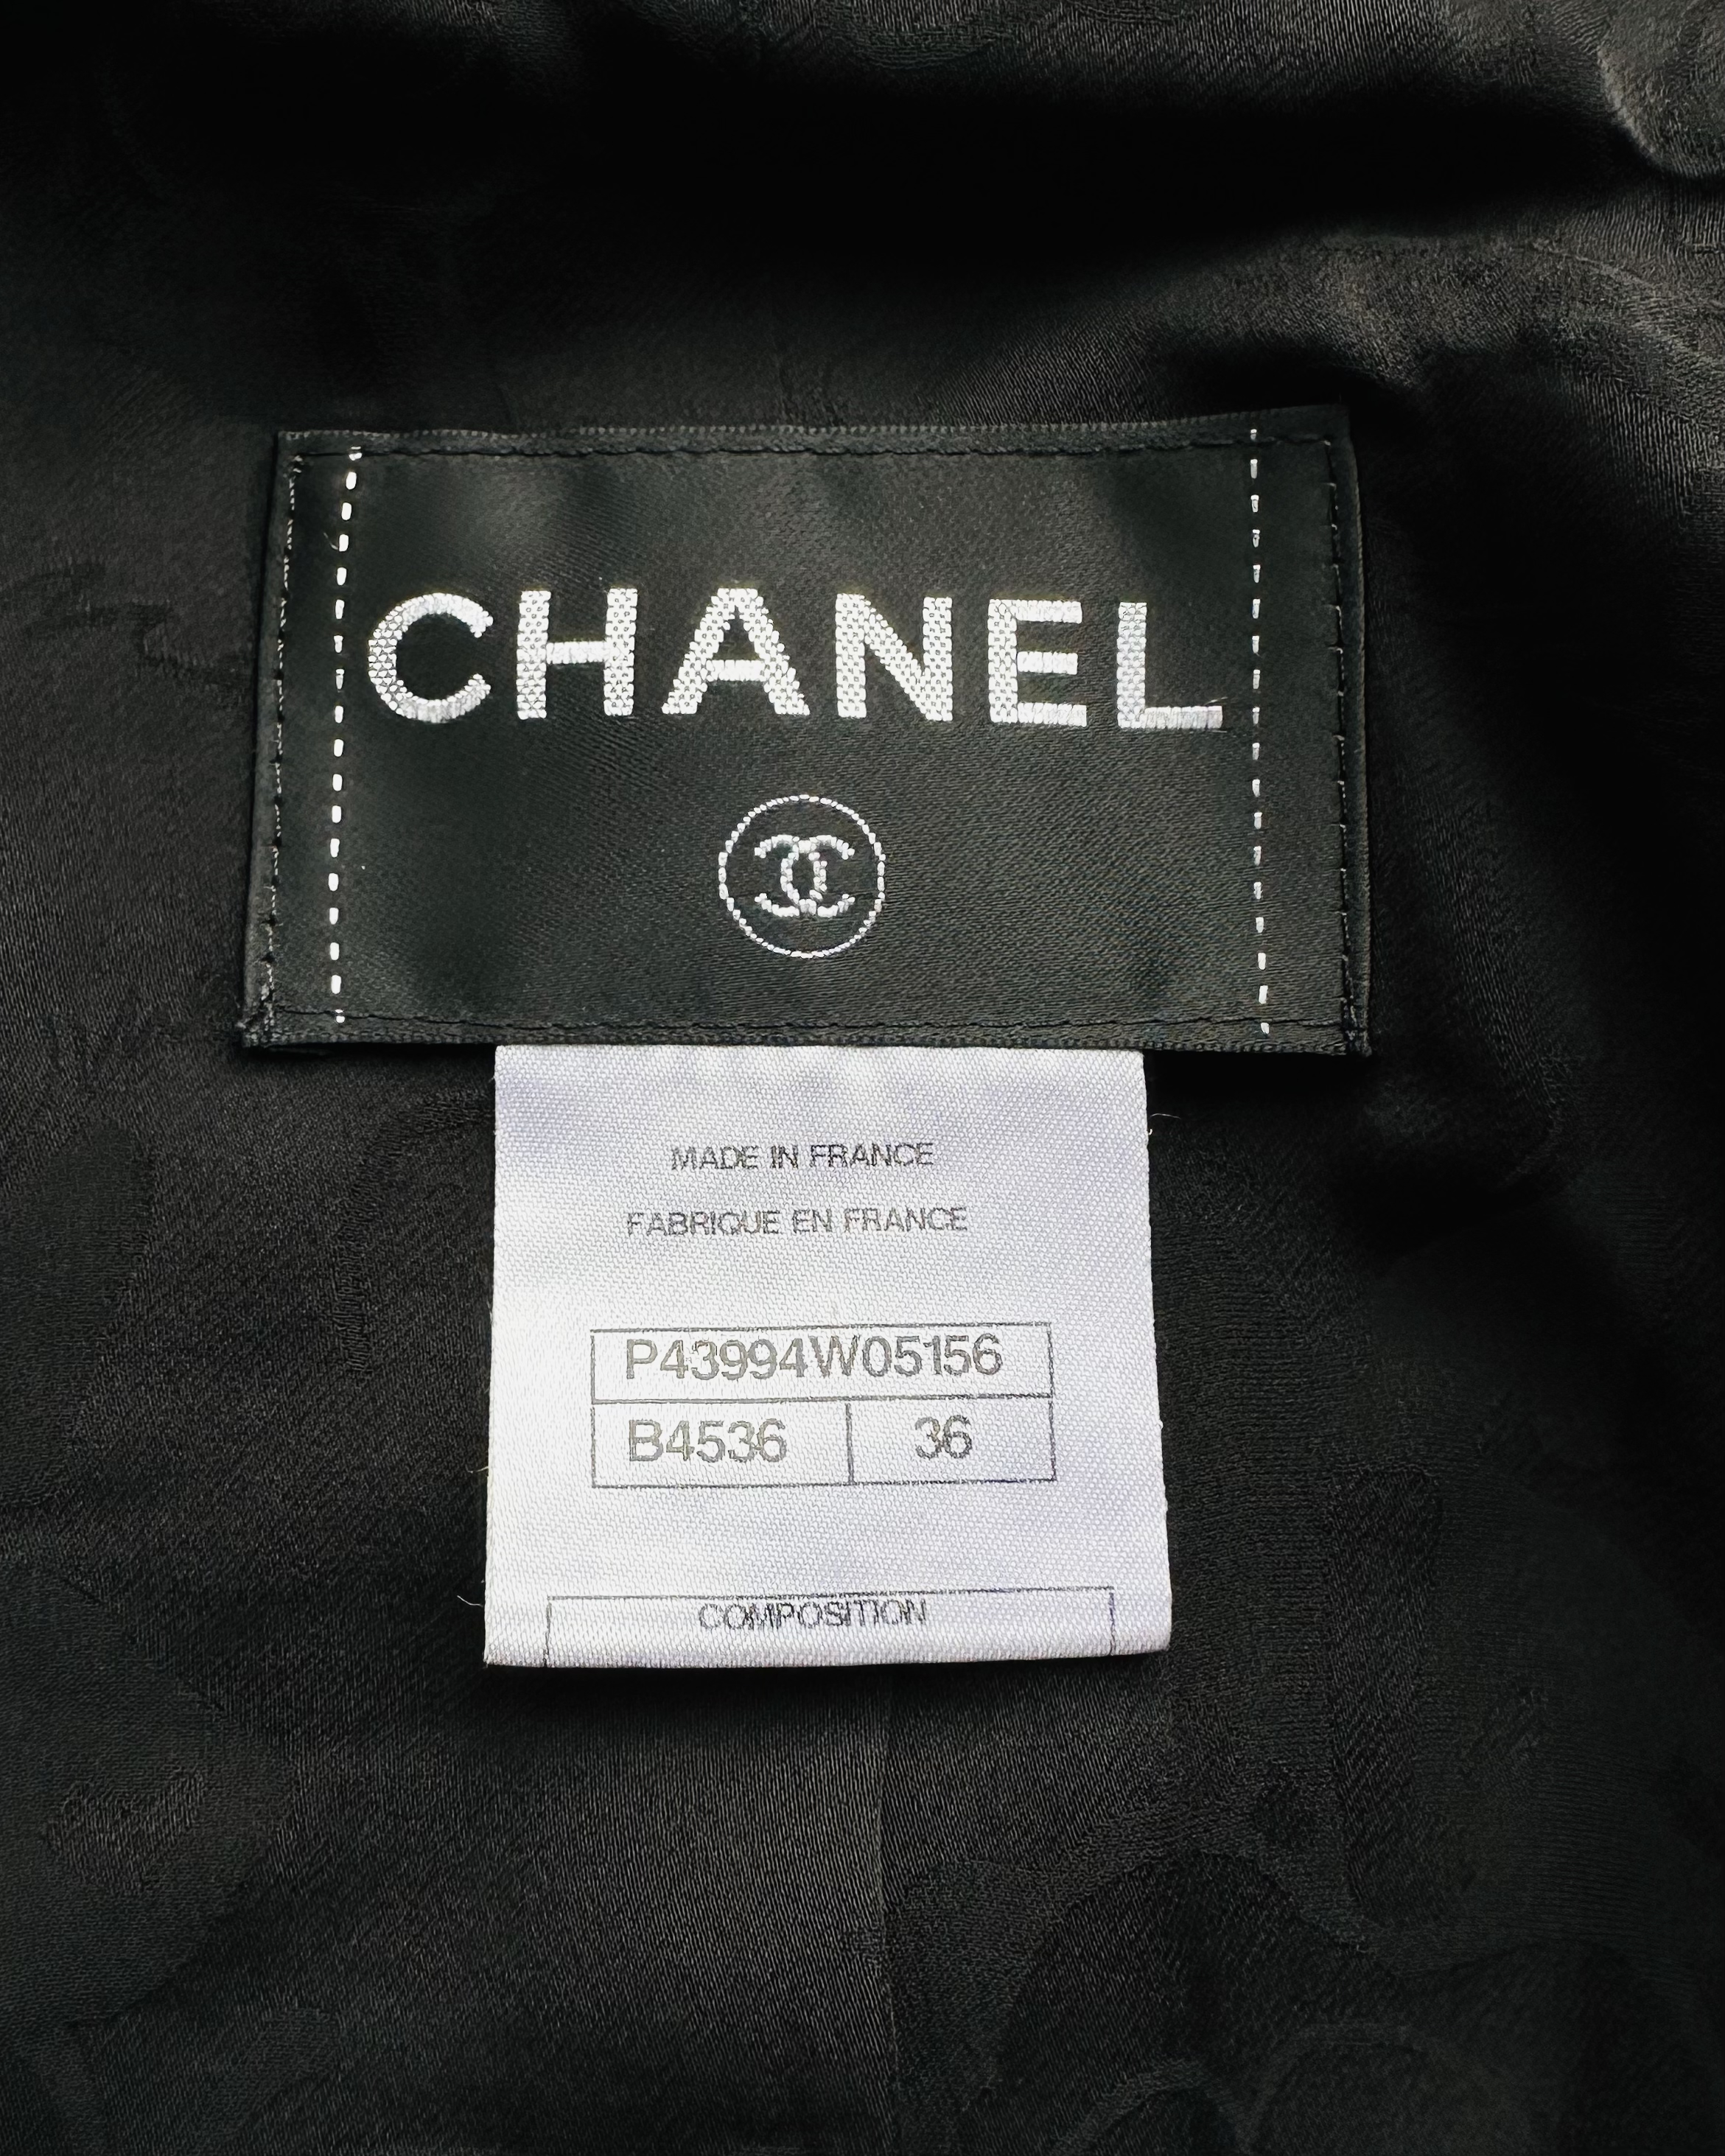 CHANEL
MADE IN FRANCE
FABRIQUE EN FRANCE
P43994W05156
B4536 36
COMPOSITION